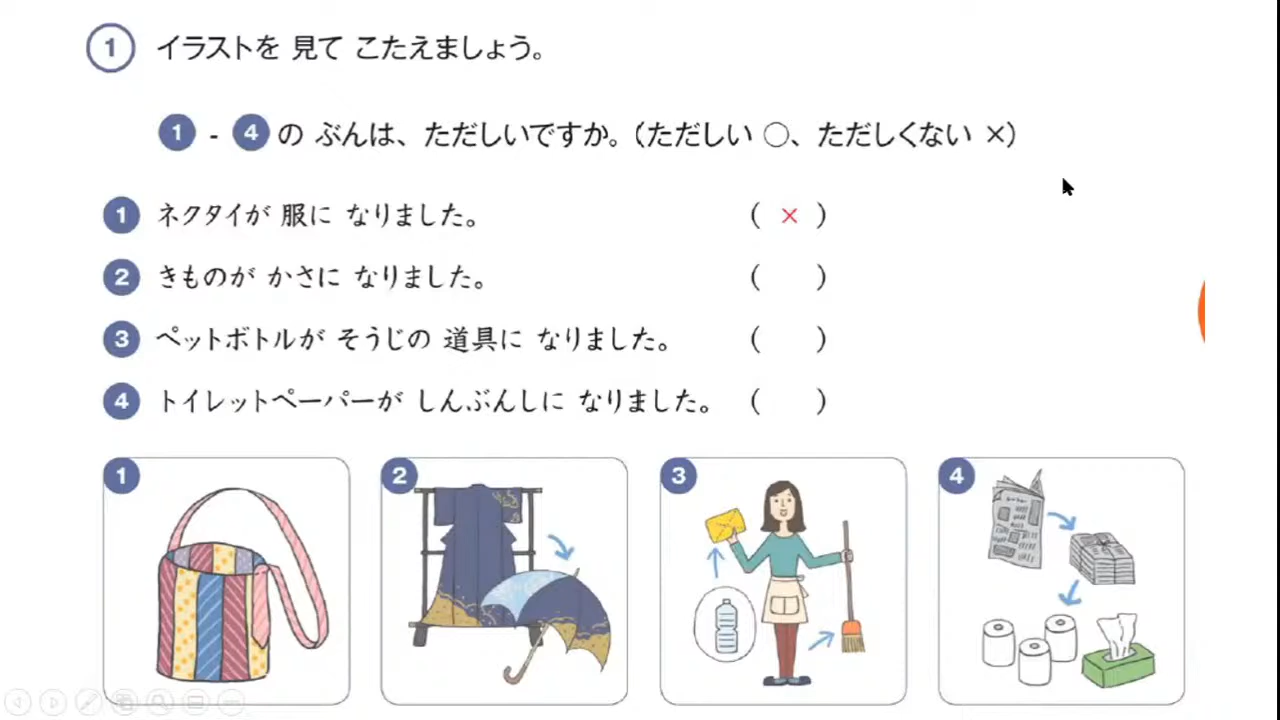 1 イラストを 見て こたえましょう。
1 - 4 の ぶんは、ただしいですか。(ただしい ○、ただしくない ×)
1 ネクタイが 服に なりました。 ( × )
2 きものが かさに なりました。 ( )
3 ペットボトルが そうじの 道具に なりました。 ( )
4 トイレットペーパーが しんぶんしに なりました。 ( )
1
2
3
4